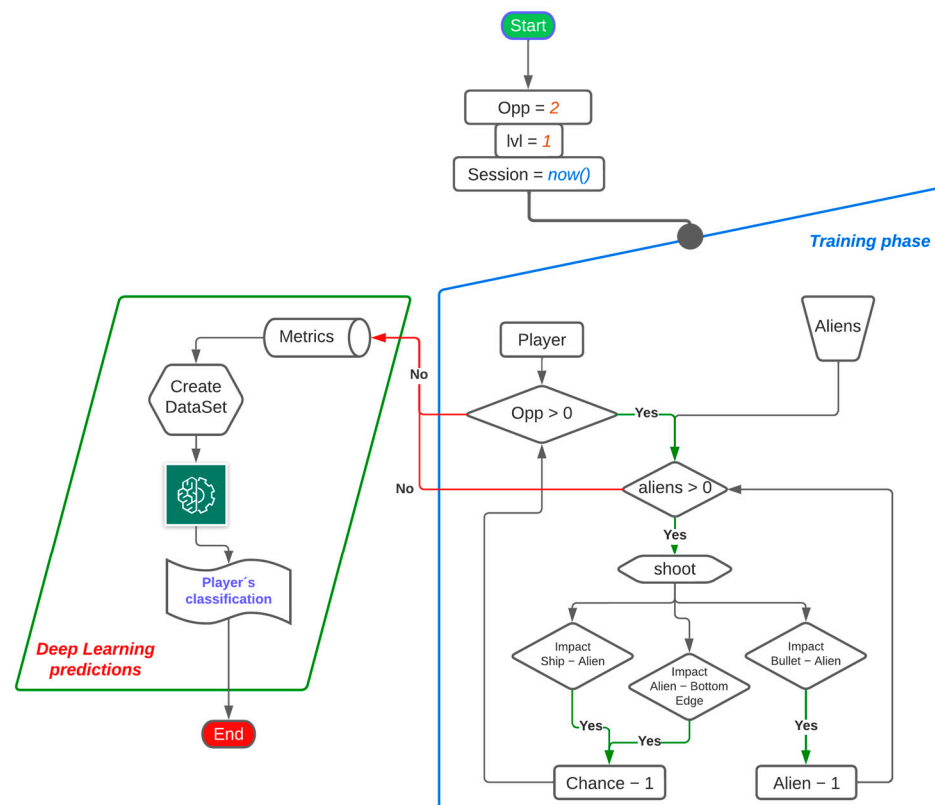 Start
Opp = 2
lvl = 1
Session = now()
Training phase
Metrics
Player
Aliens
No
Create
DataSet
Opp > 0
Yes
No
aliens > 0
Yes
shoot
Player´s
classification
Impact
Ship − Alien
Impact
Alien − Bottom
Edge
Impact
Bullet − Alien
Deep Learning
predictions
Yes
Yes
Yes
End
Chance − 1
Alien − 1